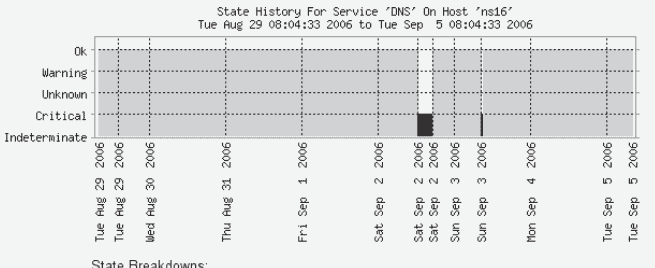 State History For Service 'DNS' On Host 'ns16'
Tue Aug 29 08:04:33 2006 to Tue Sep  5 08:04:33 2006
Ok
Warning
Unknown
Critical
Indeterminate
Tue Aug 29  2006
Tue Aug 29  2006
Wed Aug 30  2006
Thu Aug 31  2006
Fri Sep  1  2006
Sat Sep  2  2006
Sat Sep  2  2006
Sat Sep  2  2006
Sun Sep  3  2006
Sun Sep  3  2006
Mon Sep  4  2006
Tue Sep  5  2006
Tue Sep  5  2006
State Breakdowns: